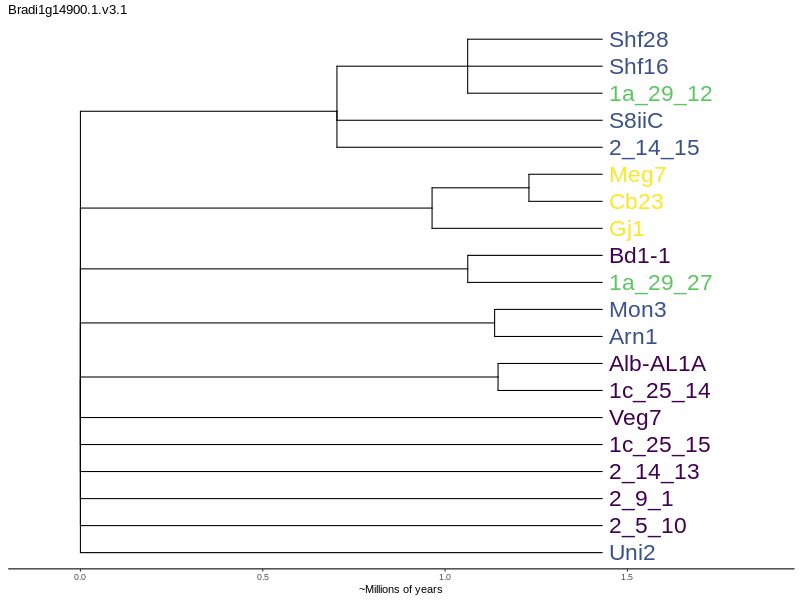 Bradi1g14900.1.v3.1
Shf28
Shf16
1a_29_12
S8iiC
2_14_15
Meg7
Cb23
Gj1
Bd1-1
1a_29_27
Mon3
Arn1
Alb-AL1A
1c_25_14
Veg7
1c_25_15
2_14_13
2_9_1
2_5_10
Uni2
0.0 0.5 1.0 1.5
~Millions of years